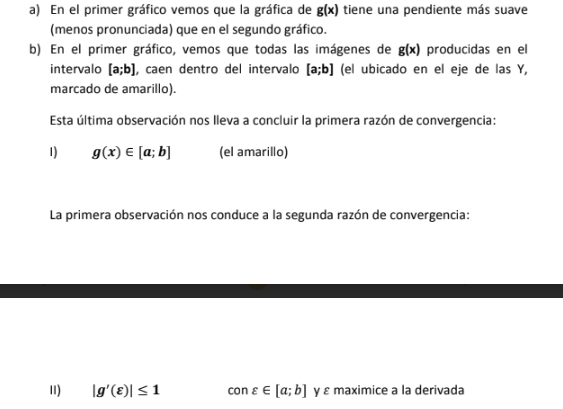 a) En el primer gráfico vemos que la gráfica de g(x) tiene una pendiente más suave
(menos pronunciada) que en el segundo gráfico.
b) En el primer gráfico, vemos que todas las imágenes de g(x) producidas en el
intervalo [a;b], caen dentro del intervalo [a;b] (el ubicado en el eje de las Y,
marcado de amarillo).
Esta última observación nos lleva a concluir la primera razón de convergencia:
I) g(x) ∈ [a; b] (el amarillo)
La primera observación nos conduce a la segunda razón de convergencia:
II) |g′(ε)| ≤ 1 con ε ∈ [a; b] y ε maximice a la derivada